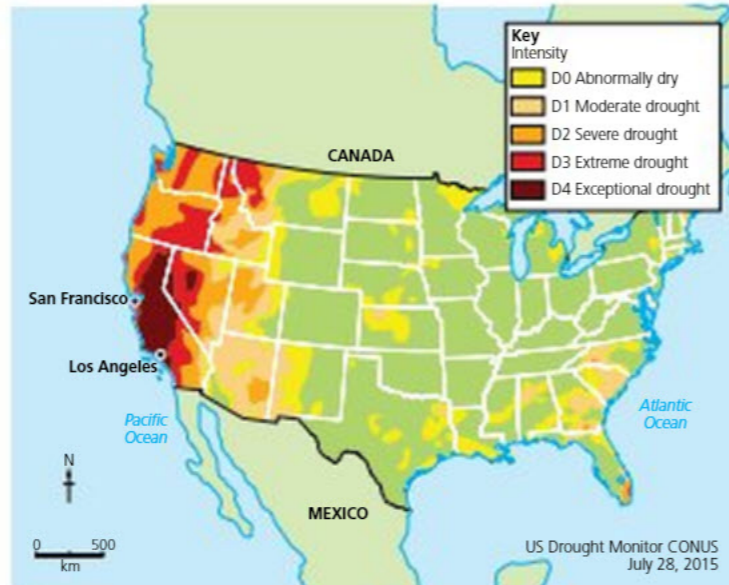 Key
Intensity
D0 Abnormally dry
D1 Moderate drought
D2 Severe drought
D3 Extreme drought
D4 Exceptional drought
CANADA
San Francisco
Los Angeles
Pacific
Ocean
Atlantic
Ocean
N
MEXICO
0 500
km
US Drought Monitor CONUS
July 28, 2015